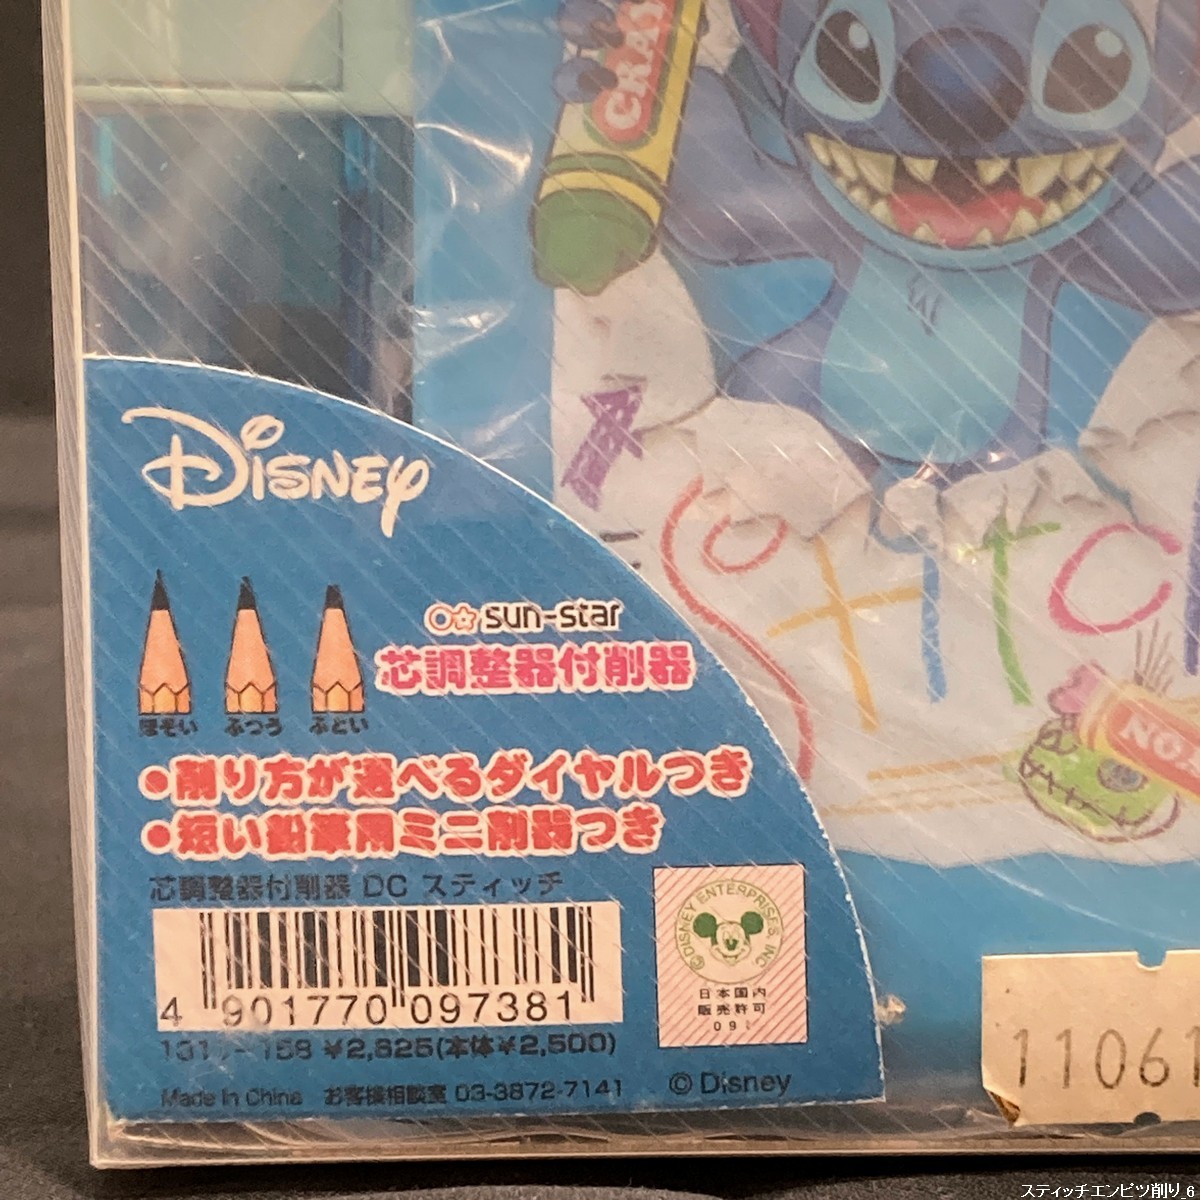 CRAY
STITCH
DISNEY
sun-star
芯調整器付削器
ほそい ふつう ふとい
・削り方が選べるダイヤルつき
・短い鉛筆用ミニ削器つき
芯調整器付削器 DC スティッチ
4 901770 097381
¥2,625(本体¥2,500)
Made in China お客様相談室 03-3872-7141
© DISNEY ENTERPRISES INC
日本国内
販売許可
© Disney
11061
スティッチエンピツ削り_6